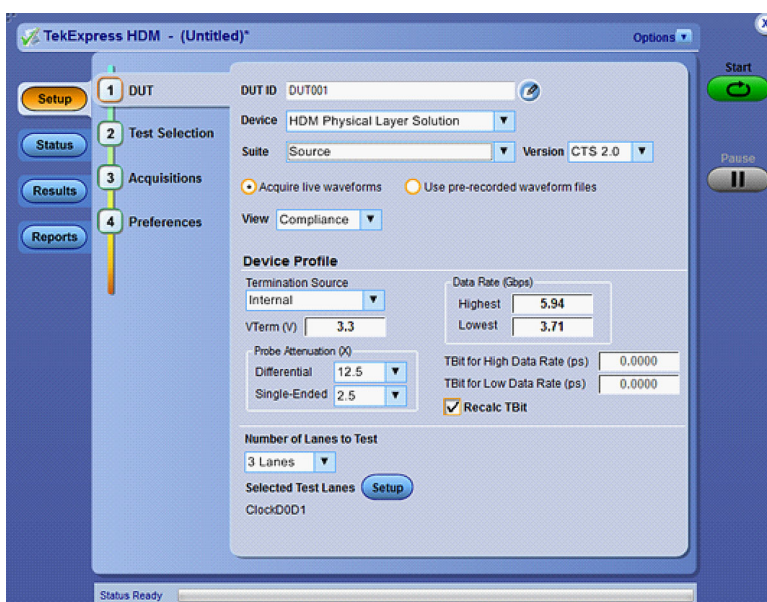 TekExpress HDM - (Untitled)*
Options
x
Start
Pause
Setup
Status
Results
Reports
1 DUT
2 Test Selection
3 Acquisitions
4 Preferences
DUT ID DUT001
Device HDM Physical Layer Solution
Suite Source Version CTS 2.0
Acquire live waveforms Use pre-recorded waveform files
View Compliance
Device Profile
Termination Source
Internal
VTerm (V) 3.3
Probe Attenuation (X)
Differential 12.5
Single-Ended 2.5
Data Rate (Gbps)
Highest 5.94
Lowest 3.71
TBit for High Data Rate (ps) 0.0000
TBit for Low Data Rate (ps) 0.0000
Recalc TBit
Number of Lanes to Test
3 Lanes
Selected Test Lanes Setup
ClockD0D1
Status Ready